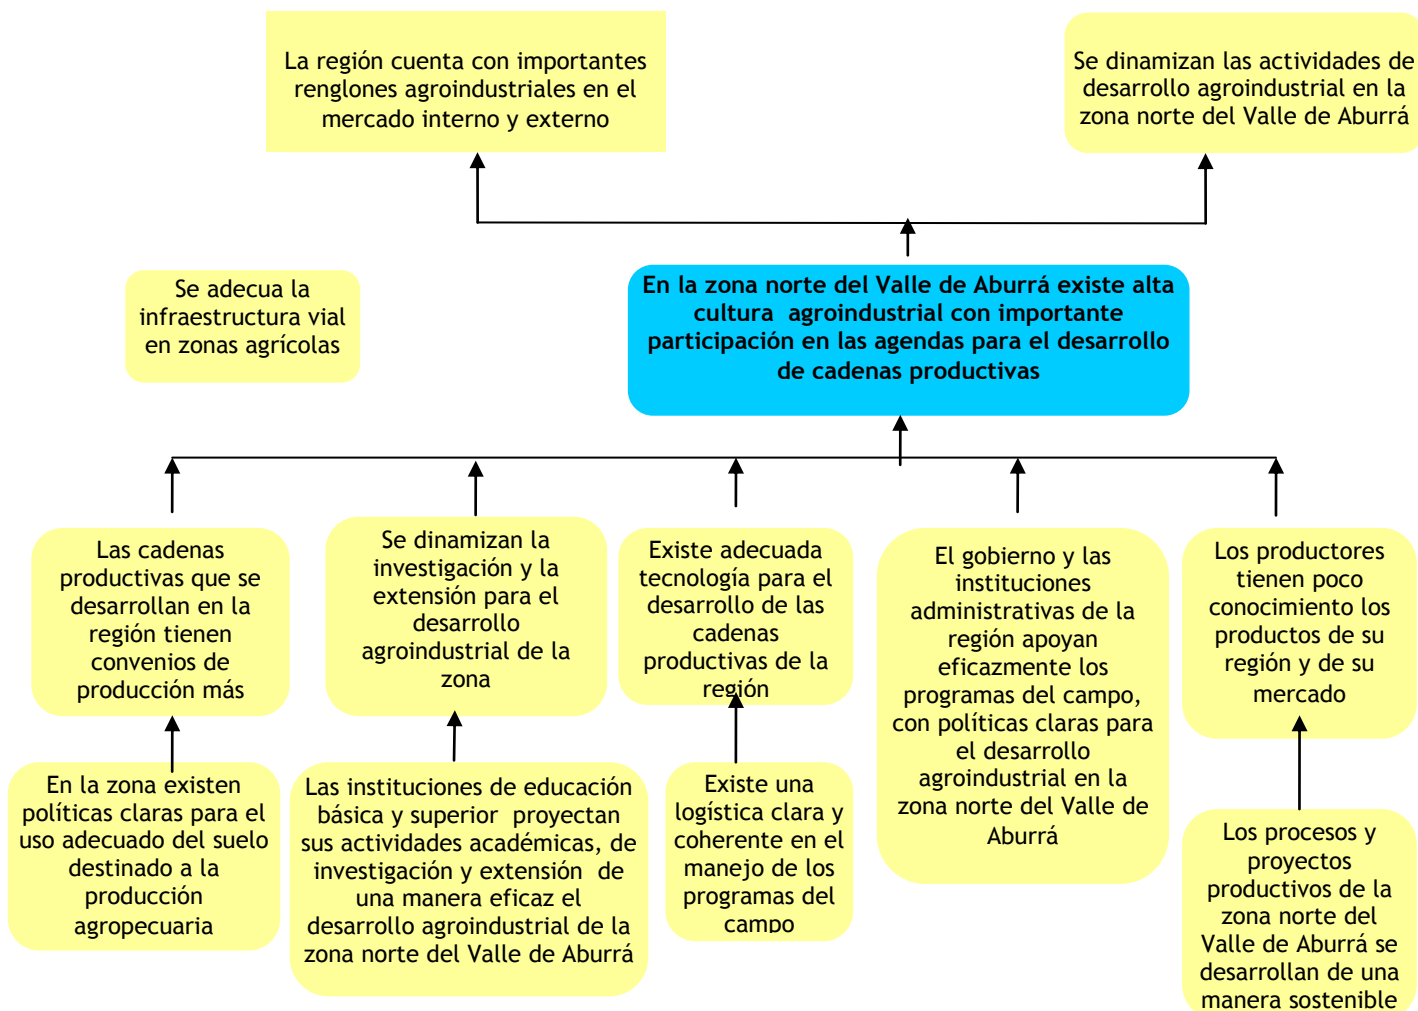 La región cuenta con importantes
renglones agroindustriales en el
mercado interno y externo
Se dinamizan las actividades de
desarrollo agroindustrial en la
zona norte del Valle de Aburrá
Se adecua la
infraestructura vial
en zonas agrícolas
En la zona norte del Valle de Aburrá existe alta
cultura agroindustrial con importante
participación en las agendas para el desarrollo
de cadenas productivas
Las cadenas
productivas que se
desarrollan en la
región tienen
convenios de
producción más
Se dinamizan la
investigación y la
extensión para el
desarrollo
agroindustrial de la
zona
Existe adecuada
tecnología para el
desarrollo de las
cadenas
productivas de la
región
El gobierno y las
instituciones
administrativas de la
región apoyan
eficazmente los
programas del campo,
con políticas claras para
el desarrollo
agroindustrial en la
zona norte del Valle de
Aburrá
Los productores
tienen poco
conocimiento los
productos de su
región y de su
mercado
En la zona existen
políticas claras para el
uso adecuado del suelo
destinado a la
producción
agropecuaria
Las instituciones de educación
básica y superior proyectan
sus actividades académicas, de
investigación y extensión de
una manera eficaz el
desarrollo agroindustrial de la
zona norte del Valle de Aburrá
Existe una
logística clara y
coherente en el
manejo de los
programas del
campo
Los procesos y
proyectos
productivos de la
zona norte del
Valle de Aburrá se
desarrollan de una
manera sostenible